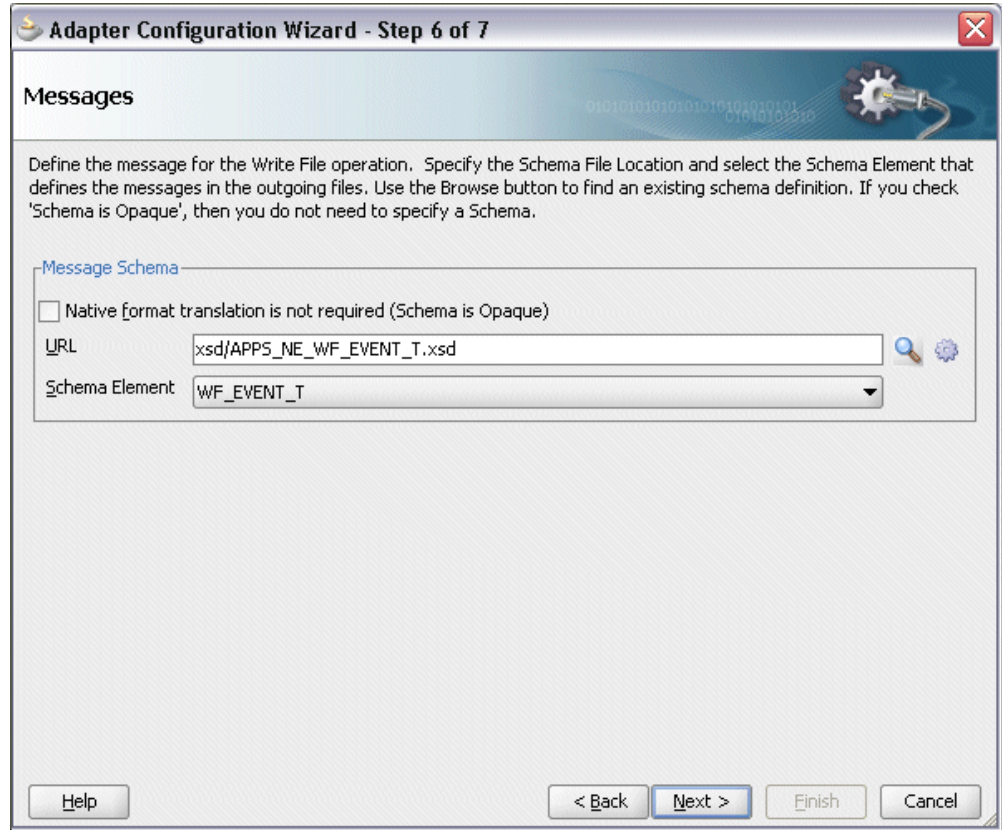 Adapter Configuration Wizard - Step 6 of 7
Messages
Define the message for the Write File operation. Specify the Schema File Location and select the Schema Element that
defines the messages in the outgoing files. Use the Browse button to find an existing schema definition. If you check
'Schema is Opaque', then you do not need to specify a Schema.
Message Schema
Native format translation is not required (Schema is Opaque)
URL xsd/APPS_NE_WF_EVENT_T.xsd
Schema Element WF_EVENT_T
Help < Back Next > Finish Cancel